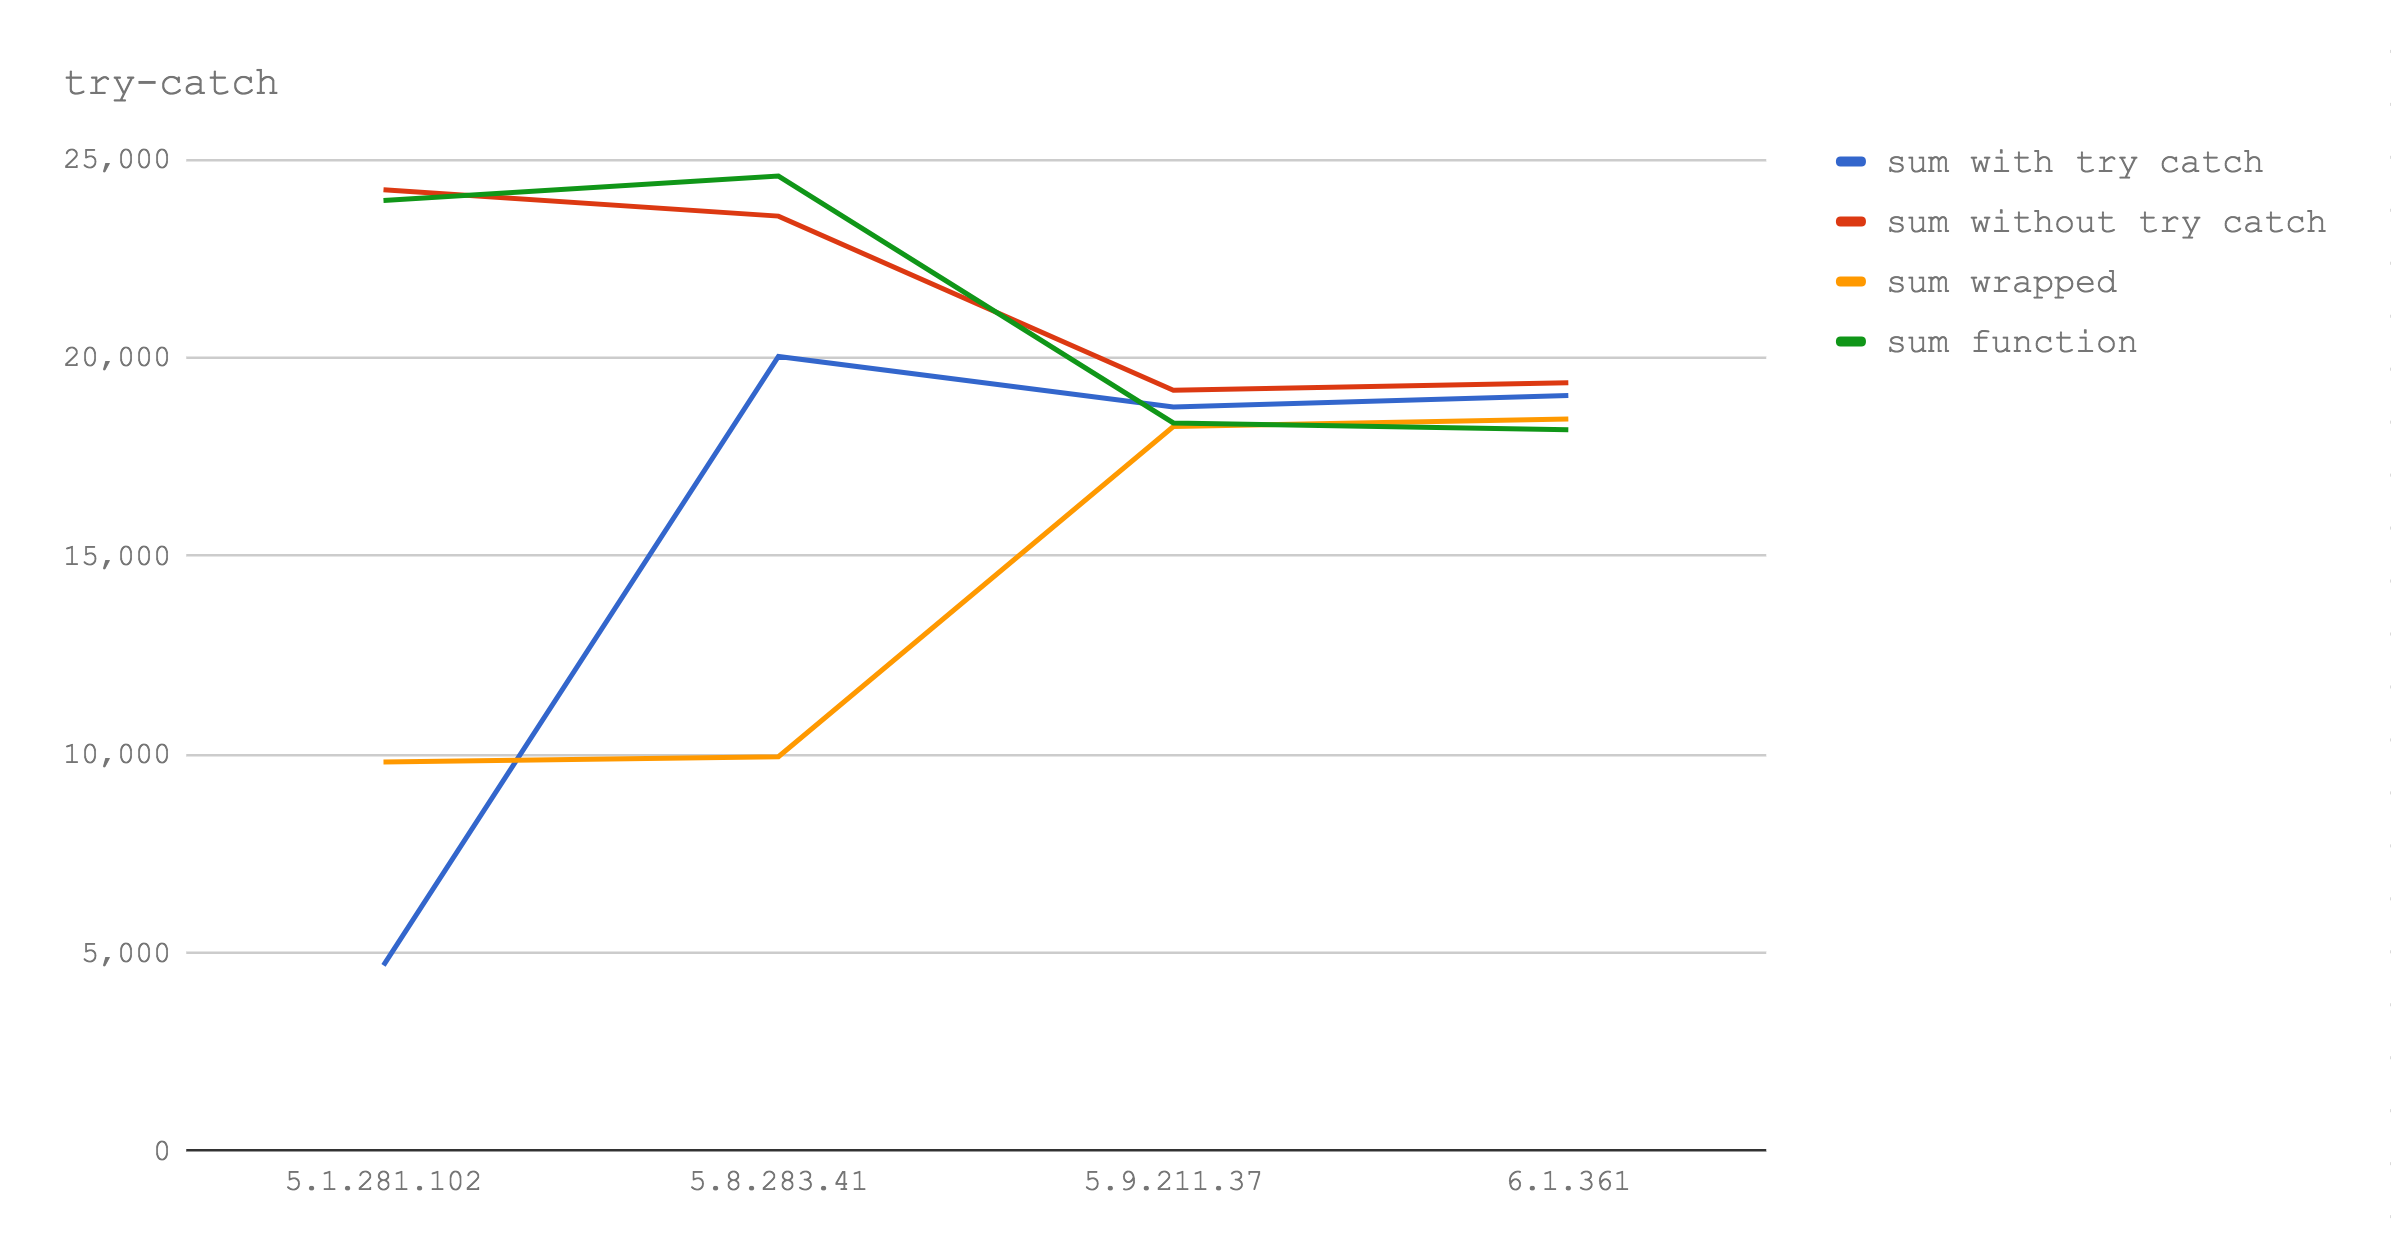 try-catch
25,000
20,000
15,000
10,000
5,000
0
5.1.281.102
5.8.283.41
5.9.211.37
6.1.361
sum with try catch
sum without try catch
sum wrapped
sum function